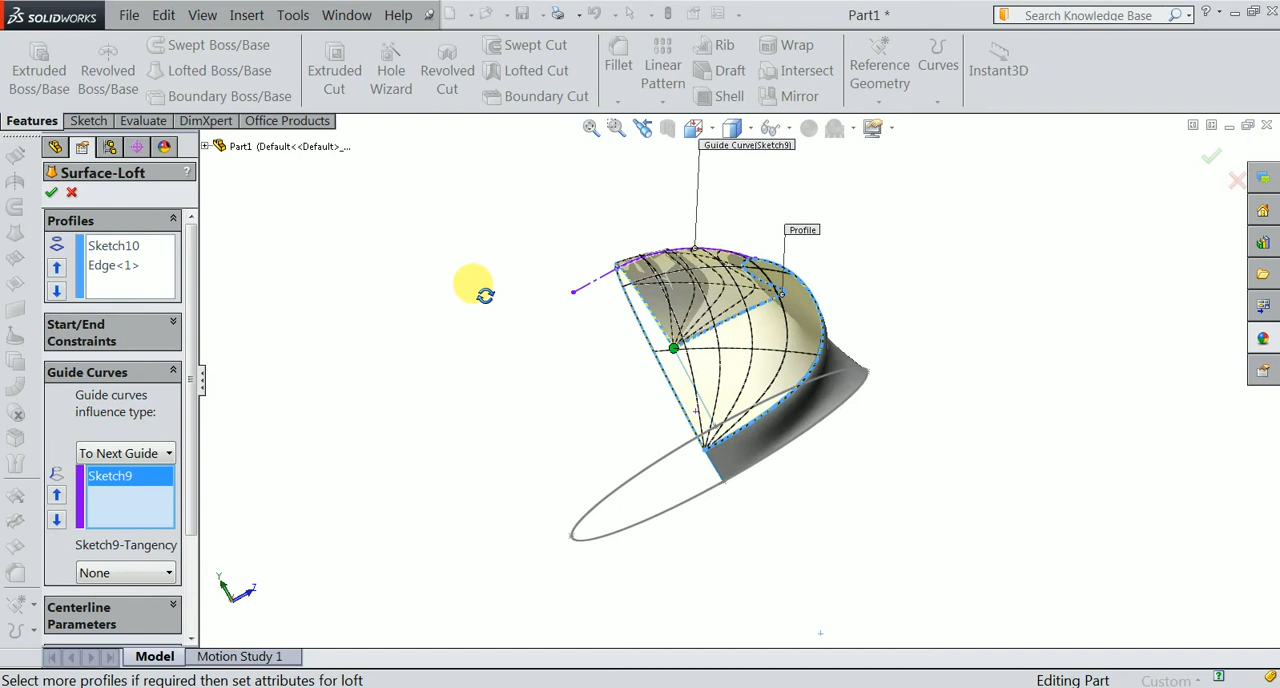 SOLIDWORKS File Edit View Insert Tools Window Help Part1 * Search Knowledge Base ?
Extruded Boss/Base
Revolved Boss/Base
Swept Boss/Base
Lofted Boss/Base
Boundary Boss/Base
Extruded Cut
Hole Wizard
Revolved Cut
Swept Cut
Lofted Cut
Boundary Cut
Fillet
Linear Pattern
Rib
Draft
Shell
Wrap
Intersect
Mirror
Reference Geometry
Curves
Instant3D
Features Sketch Evaluate DimXpert Office Products
Part1 (Default<<Default>_...
Guide Curve(Sketch9)
Profile
Surface-Loft ?
Profiles
Sketch10
Edge<1>
Start/End
Constraints
Guide Curves
Guide curves
influence type:
To Next Guide
Sketch9
Sketch9-Tangency
None
Centerline
Parameters
Y
Z
Model Motion Study 1
Select more profiles if required then set attributes for loft Editing Part Custom ?